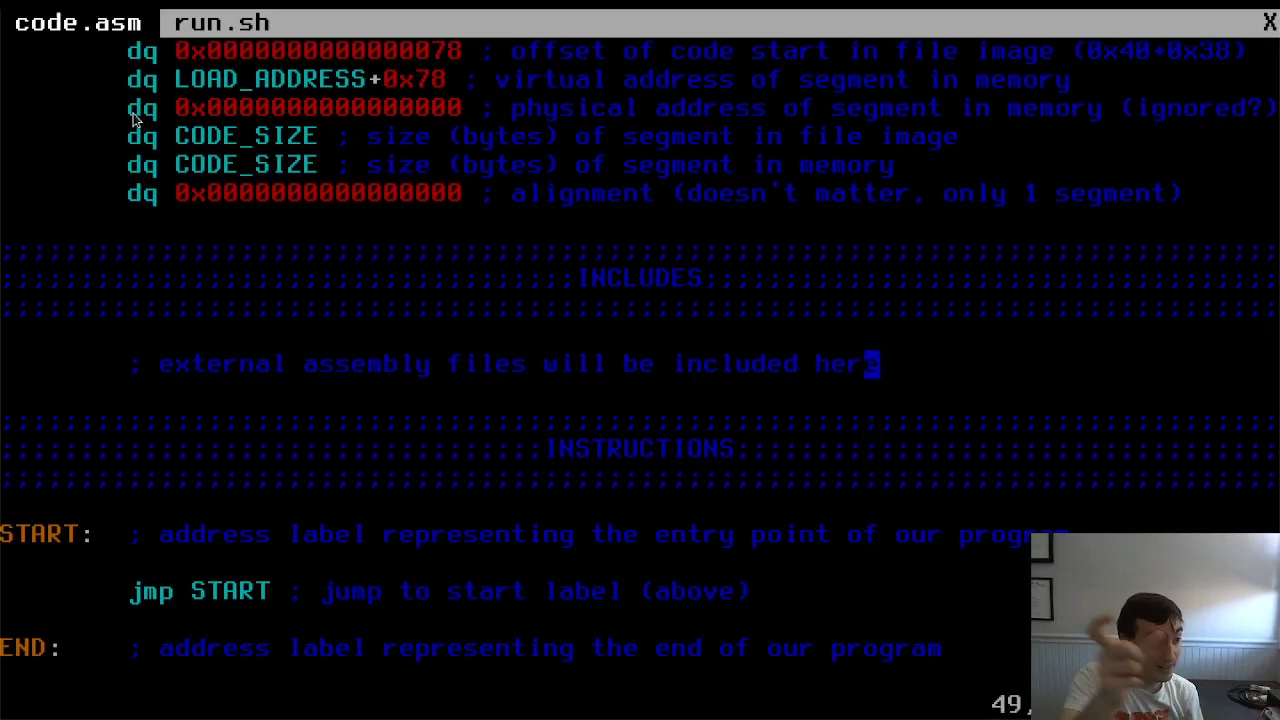 code.asm run.sh X
dq 0x0000000000000078 ; offset of code start in file image (0x40+0x38)
dq LOAD_ADDRESS+0x78 ; virtual address of segment in memory
dq 0x0000000000000000 ; physical address of segment in memory (ignored?)
dq CODE_SIZE ; size (bytes) of segment in file image
dq CODE_SIZE ; size (bytes) of segment in memory
dq 0x0000000000000000 ; alignment (doesn't matter, only 1 segment)
;;;;;;;;;;;;;;;;;;;;;;;;;;;;;;;;;;;;;;;;;;;;;;;;;;;;;;;;;;;;;;;;;;;;;;;;;;;;;;;;
;;;;;;;;;;;;;;;;;;;;;;;;;;;;;;;;;;;;INCLUDES;;;;;;;;;;;;;;;;;;;;;;;;;;;;;;;;;;;;
;;;;;;;;;;;;;;;;;;;;;;;;;;;;;;;;;;;;;;;;;;;;;;;;;;;;;;;;;;;;;;;;;;;;;;;;;;;;;;;;
; external assembly files will be included here
;;;;;;;;;;;;;;;;;;;;;;;;;;;;;;;;;;;;;;;;;;;;;;;;;;;;;;;;;;;;;;;;;;;;;;;;;;;;;;;;
;;;;;;;;;;;;;;;;;;;;;;;;;;;;;;;;;;INSTRUCTIONS;;;;;;;;;;;;;;;;;;;;;;;;;;;;;;;;;;
;;;;;;;;;;;;;;;;;;;;;;;;;;;;;;;;;;;;;;;;;;;;;;;;;;;;;;;;;;;;;;;;;;;;;;;;;;;;;;;;
START: ; address label representing the entry point of our program
jmp START ; jump to start label (above)
END: ; address label representing the end of our program
49,